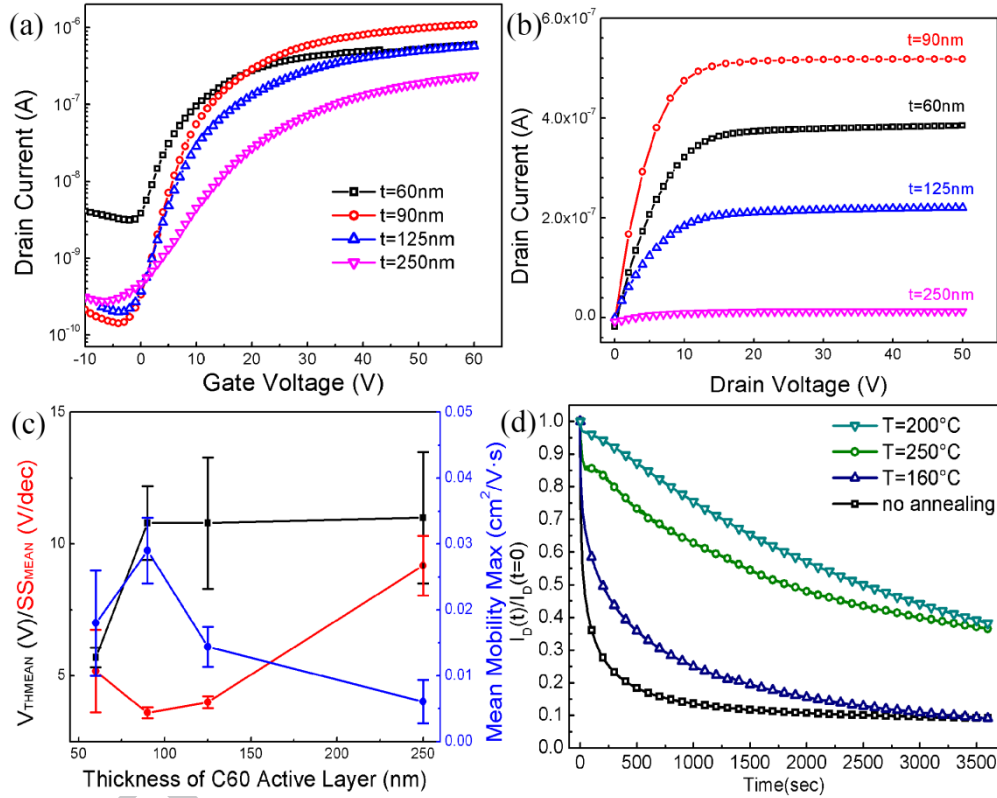 (a)
10⁻⁶
10⁻⁷
10⁻⁸
10⁻⁹
10⁻¹⁰
Drain Current (A)
t=60nm
t=90nm
t=125nm
t=250nm
-10 0 10 20 30 40 50 60
Gate Voltage (V)
(b)
6.0x10⁻⁷
4.0x10⁻⁷
2.0x10⁻⁷
0.0
Drain Current (A)
t=90nm
t=60nm
t=125nm
t=250nm
0 10 20 30 40 50
Drain Voltage (V)
(c)
15
10
5
V_THMEAN (V)/SS_MEAN (V/dec)
0.05
0.04
0.03
0.02
0.01
0.00
Mean Mobility Max (cm²/V·s)
50 100 150 200 250
Thickness of C60 Active Layer (nm)
(d)
1.0
0.9
0.8
0.7
0.6
0.5
0.4
0.3
0.2
0.1
0.0
I_D(t)/I_D(t=0)
T=200°C
T=250°C
T=160°C
no annealing
0 500 1000 1500 2000 2500 3000 3500
Time(sec)